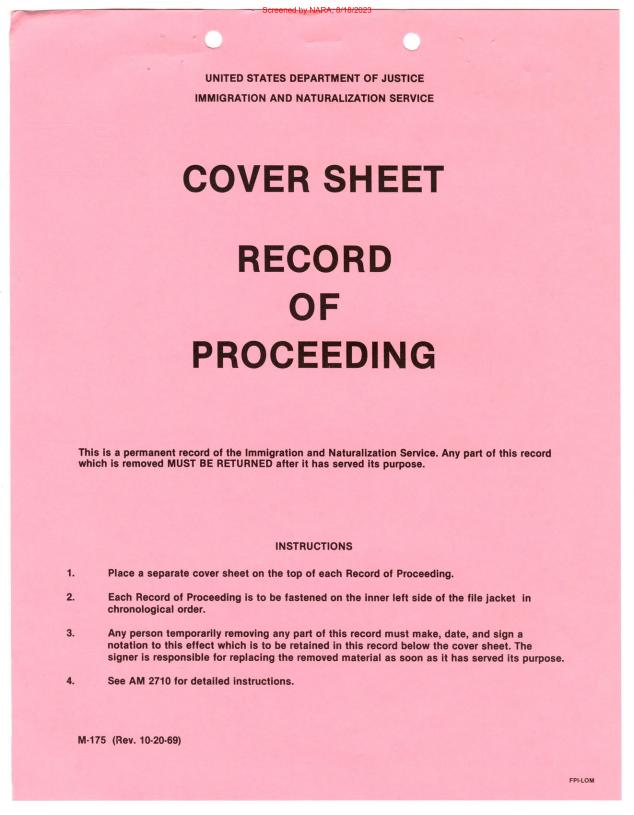 Screened by NARA, 8/18/2023
UNITED STATES DEPARTMENT OF JUSTICE
IMMIGRATION AND NATURALIZATION SERVICE
COVER SHEET
RECORD
OF
PROCEEDING
This is a permanent record of the Immigration and Naturalization Service. Any part of this record
which is removed MUST BE RETURNED after it has served its purpose.
INSTRUCTIONS
1. Place a separate cover sheet on the top of each Record of Proceeding.
2. Each Record of Proceeding is to be fastened on the inner left side of the file jacket in
chronological order.
3. Any person temporarily removing any part of this record must make, date, and sign a
notation to this effect which is to be retained in this record below the cover sheet. The
signer is responsible for replacing the removed material as soon as it has served its purpose.
4. See AM 2710 for detailed instructions.
M-175 (Rev. 10-20-69)
FPI-LOM